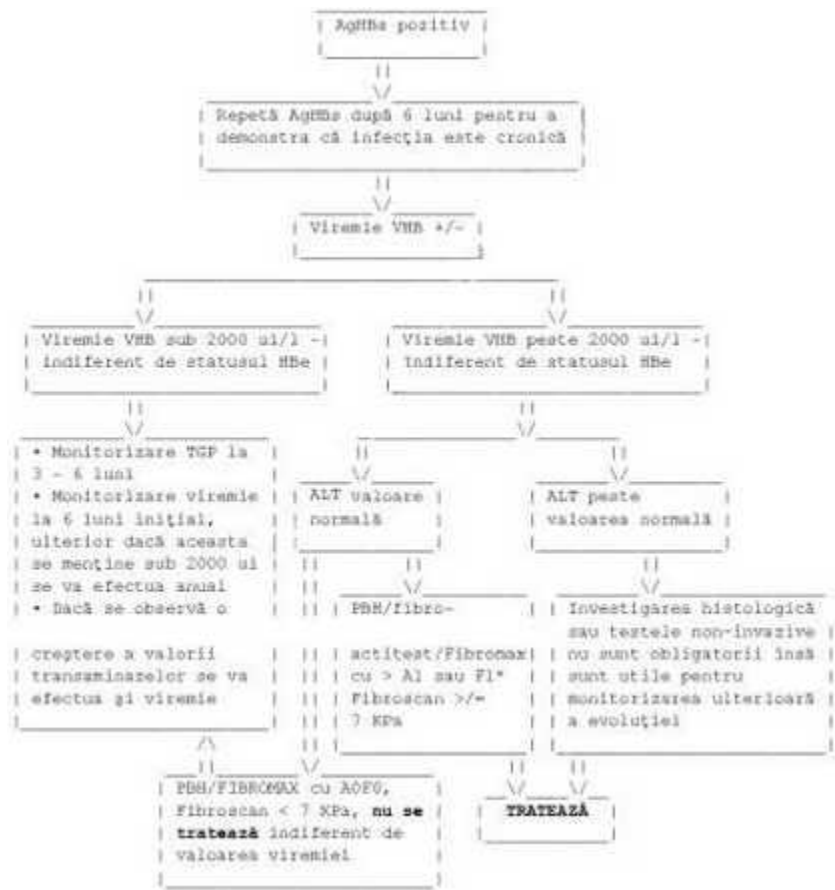 AgHBs pozitiv
Repetă AgHBs după 6 luni pentru a
demonstra că infecţia este cronică
Viremie VHB +/-
Viremie VHB sub 2000 ui/l -
indiferent de statusul HBe
Viremie VHB peste 2000 ui/l -
indiferent de statusul HBe
• Monitorizare TGP la
3 - 6 luni
• Monitorizare viremie
la 6 luni iniţial,
ulterior dacă aceasta
se menţine sub 2000 ui
se va efectua anual
• Dacă se observă o
creştere a valorii
transaminazelor se va
efectua şi viremie
ALT valoare
normală
ALT peste
valoarea normală
PBH/fibro-
actitest/Fibromax
cu > A1 sau F1*
Fibroscan >/=
7 KPa
Investigarea histologică
sau testele non-invazive
nu sunt obligatorii însă
sunt utile pentru
monitorizarea ulterioară
a evoluţiei
PBH/FIBROMAX cu A0F0,
Fibroscan < 7 KPa, nu se
tratează indiferent de
valoarea viremiei
TRATEAZĂ